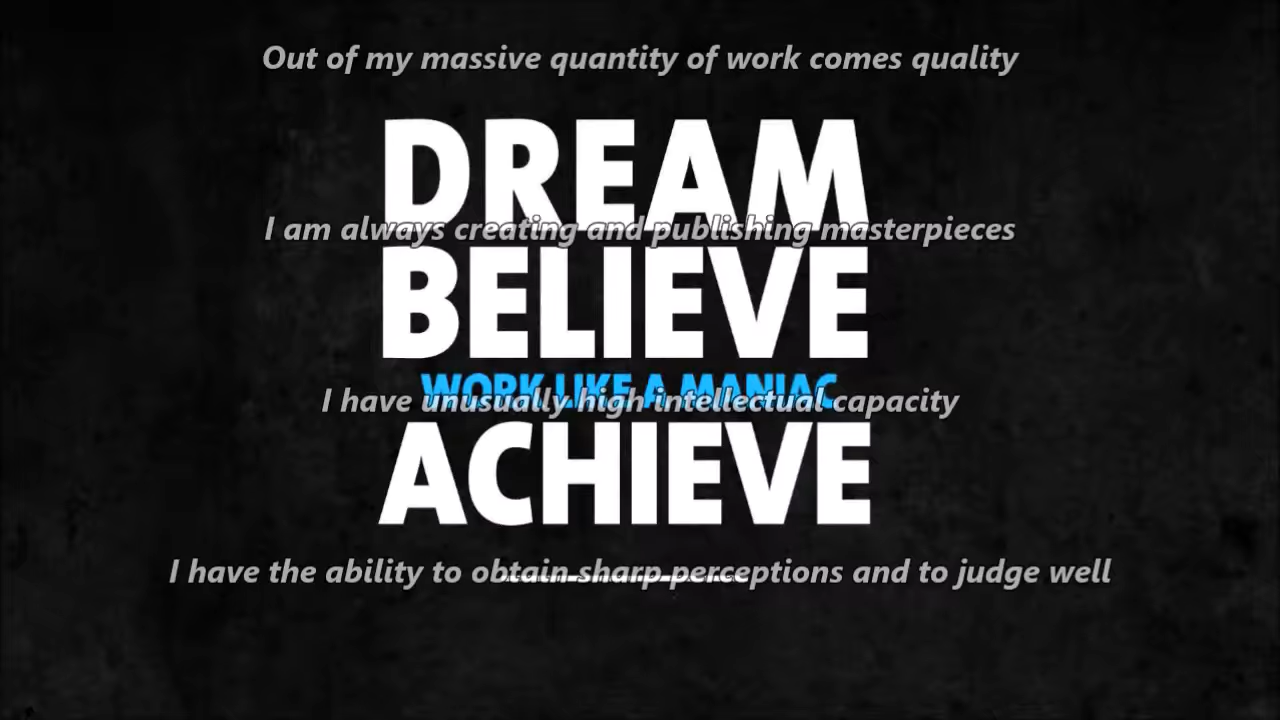 Out of my massive quantity of work comes quality
DREAM
I am always creating and publishing masterpieces
BELIEVE
WORK LIKE A MANIAC
I have unusually high intellectual capacity
ACHIEVE
I have the ability to obtain sharp perceptions and to judge well